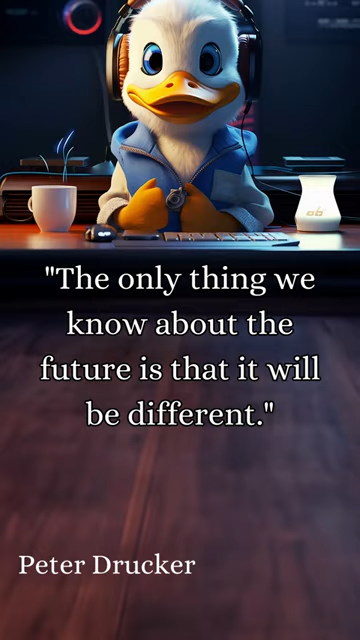 "The only thing we
know about the
future is that it will
be different."
Peter Drucker